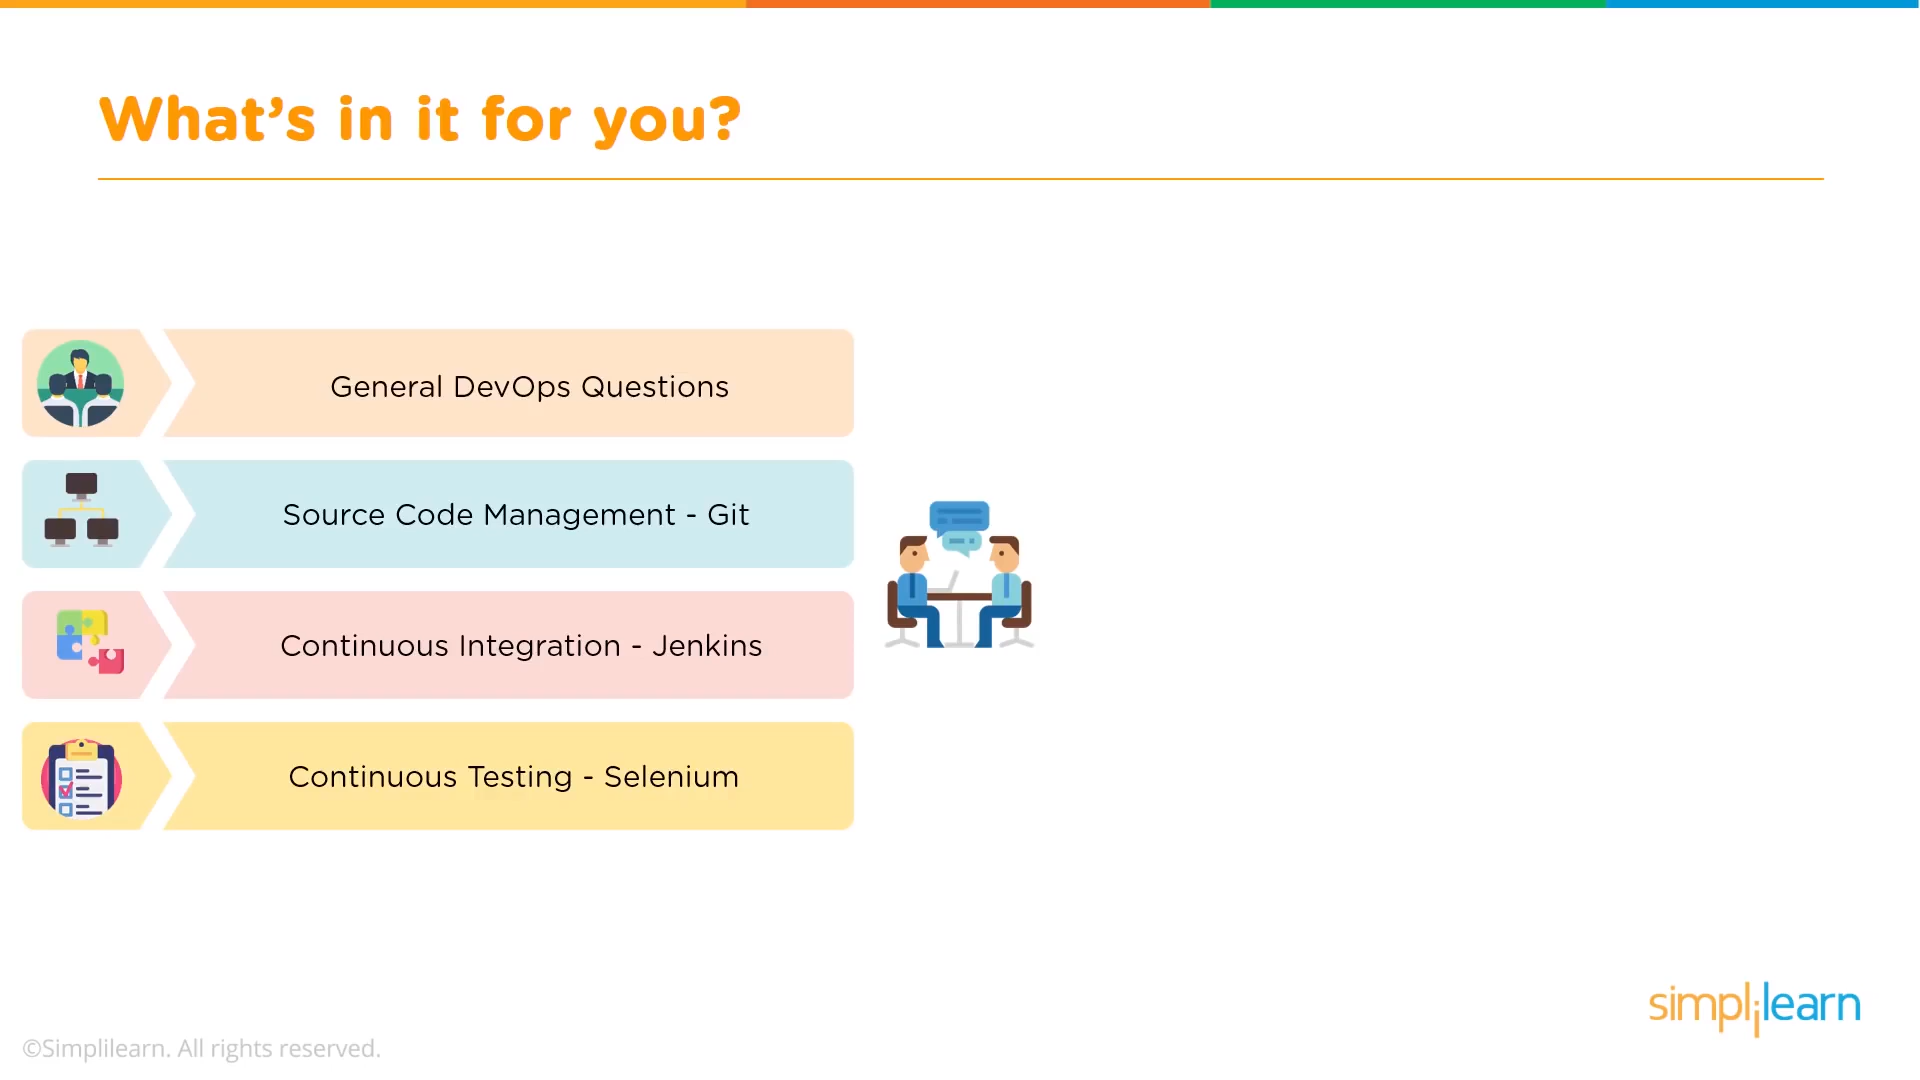 What's in it for you?
General DevOps Questions
Source Code Management - Git
Continuous Integration - Jenkins
Continuous Testing - Selenium
simplilearn
©Simplilearn. All rights reserved.